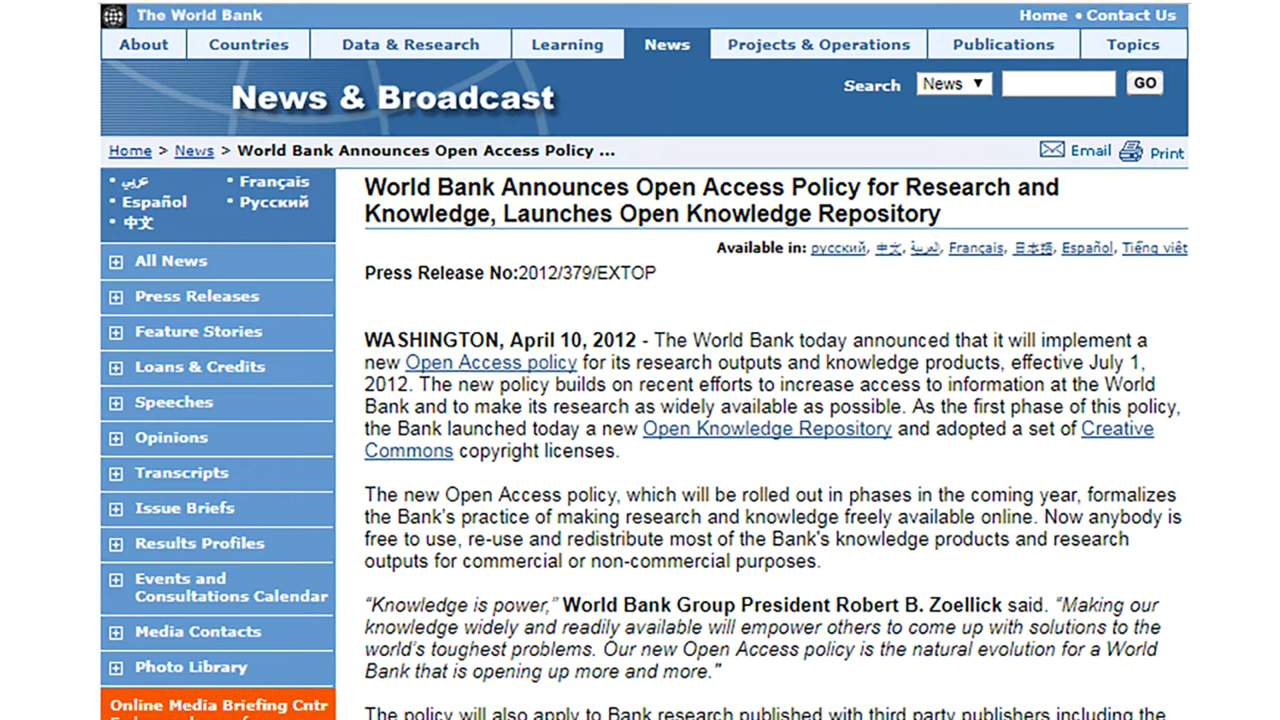 The World Bank
Home • Contact Us
About Countries Data & Research Learning News Projects & Operations Publications Topics
News & Broadcast
Search News ▼ GO
Home > News > World Bank Announces Open Access Policy ...
Email Print
• عربي • Français
• Español • Русский
• 中文
All News
Press Releases
Feature Stories
Loans & Credits
Speeches
Opinions
Transcripts
Issue Briefs
Results Profiles
Events and
Consultations Calendar
Media Contacts
Photo Library
Online Media Briefing Cntr
World Bank Announces Open Access Policy for Research and
Knowledge, Launches Open Knowledge Repository
Available in: русский, 中文, العربية, Français, 日本語, Español, Tiếng việt
Press Release No:2012/379/EXTOP
WASHINGTON, April 10, 2012 - The World Bank today announced that it will implement a
new Open Access policy for its research outputs and knowledge products, effective July 1,
2012. The new policy builds on recent efforts to increase access to information at the World
Bank and to make its research as widely available as possible. As the first phase of this policy,
the Bank launched today a new Open Knowledge Repository and adopted a set of Creative
Commons copyright licenses.
The new Open Access policy, which will be rolled out in phases in the coming year, formalizes
the Bank's practice of making research and knowledge freely available online. Now anybody is
free to use, re-use and redistribute most of the Bank's knowledge products and research
outputs for commercial or non-commercial purposes.
“Knowledge is power,” World Bank Group President Robert B. Zoellick said. “Making our
knowledge widely and readily available will empower others to come up with solutions to the
world’s toughest problems. Our new Open Access policy is the natural evolution for a World
Bank that is opening up more and more."
The policy will also apply to Bank research published with third party publishers including the